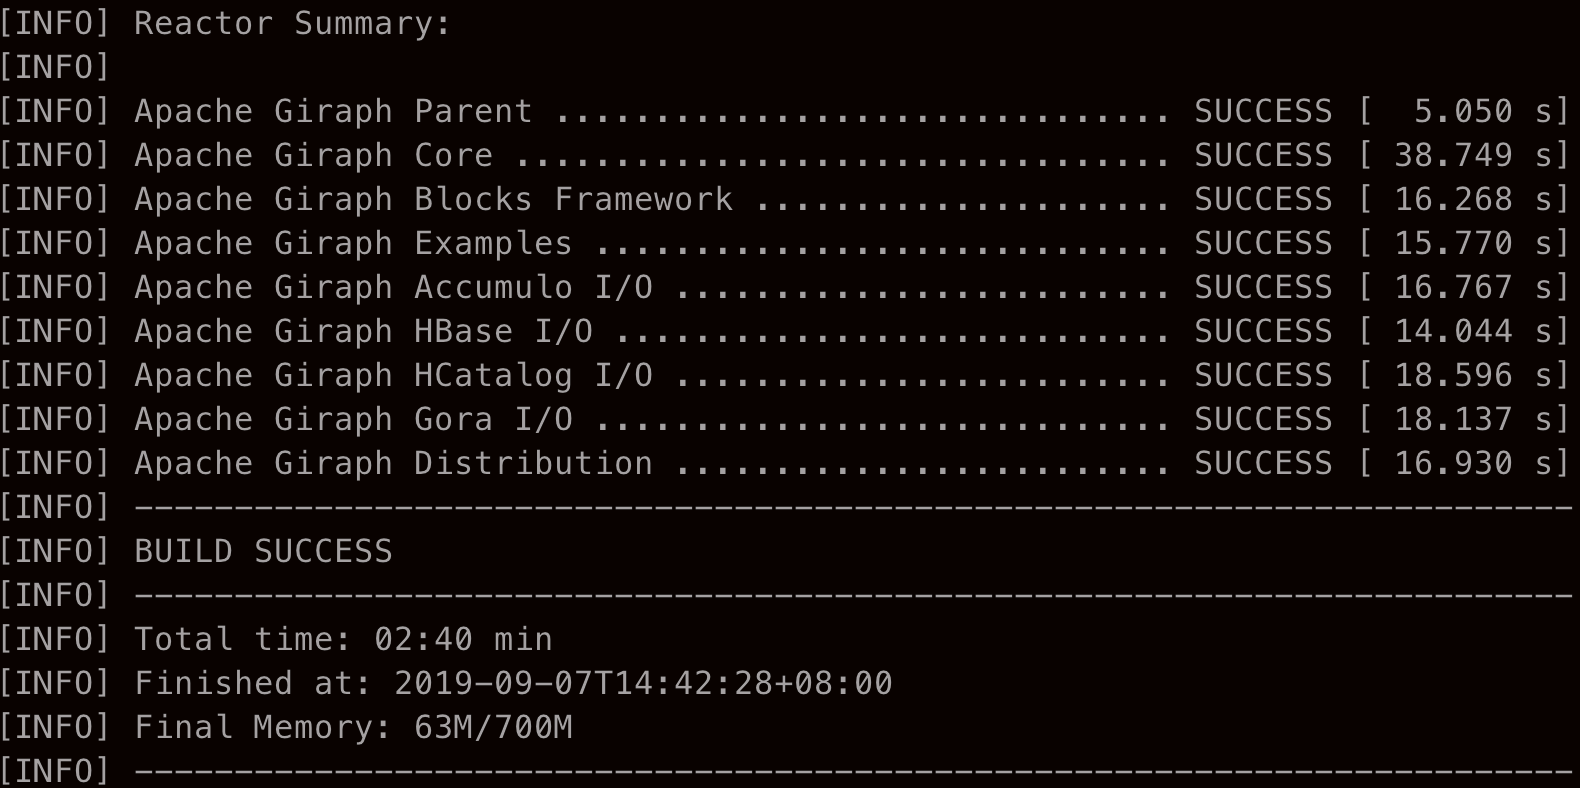 [INFO] Reactor Summary:
[INFO]
[INFO] Apache Giraph Parent ............................... SUCCESS [  5.050 s]
[INFO] Apache Giraph Core ................................. SUCCESS [ 38.749 s]
[INFO] Apache Giraph Blocks Framework ..................... SUCCESS [ 16.268 s]
[INFO] Apache Giraph Examples ............................. SUCCESS [ 15.770 s]
[INFO] Apache Giraph Accumulo I/O ......................... SUCCESS [ 16.767 s]
[INFO] Apache Giraph HBase I/O ............................ SUCCESS [ 14.044 s]
[INFO] Apache Giraph HCatalog I/O ......................... SUCCESS [ 18.596 s]
[INFO] Apache Giraph Gora I/O ............................. SUCCESS [ 18.137 s]
[INFO] Apache Giraph Distribution ......................... SUCCESS [ 16.930 s]
[INFO] ------------------------------------------------------------------------
[INFO] BUILD SUCCESS
[INFO] ------------------------------------------------------------------------
[INFO] Total time: 02:40 min
[INFO] Finished at: 2019-09-07T14:42:28+08:00
[INFO] Final Memory: 63M/700M
[INFO] ------------------------------------------------------------------------